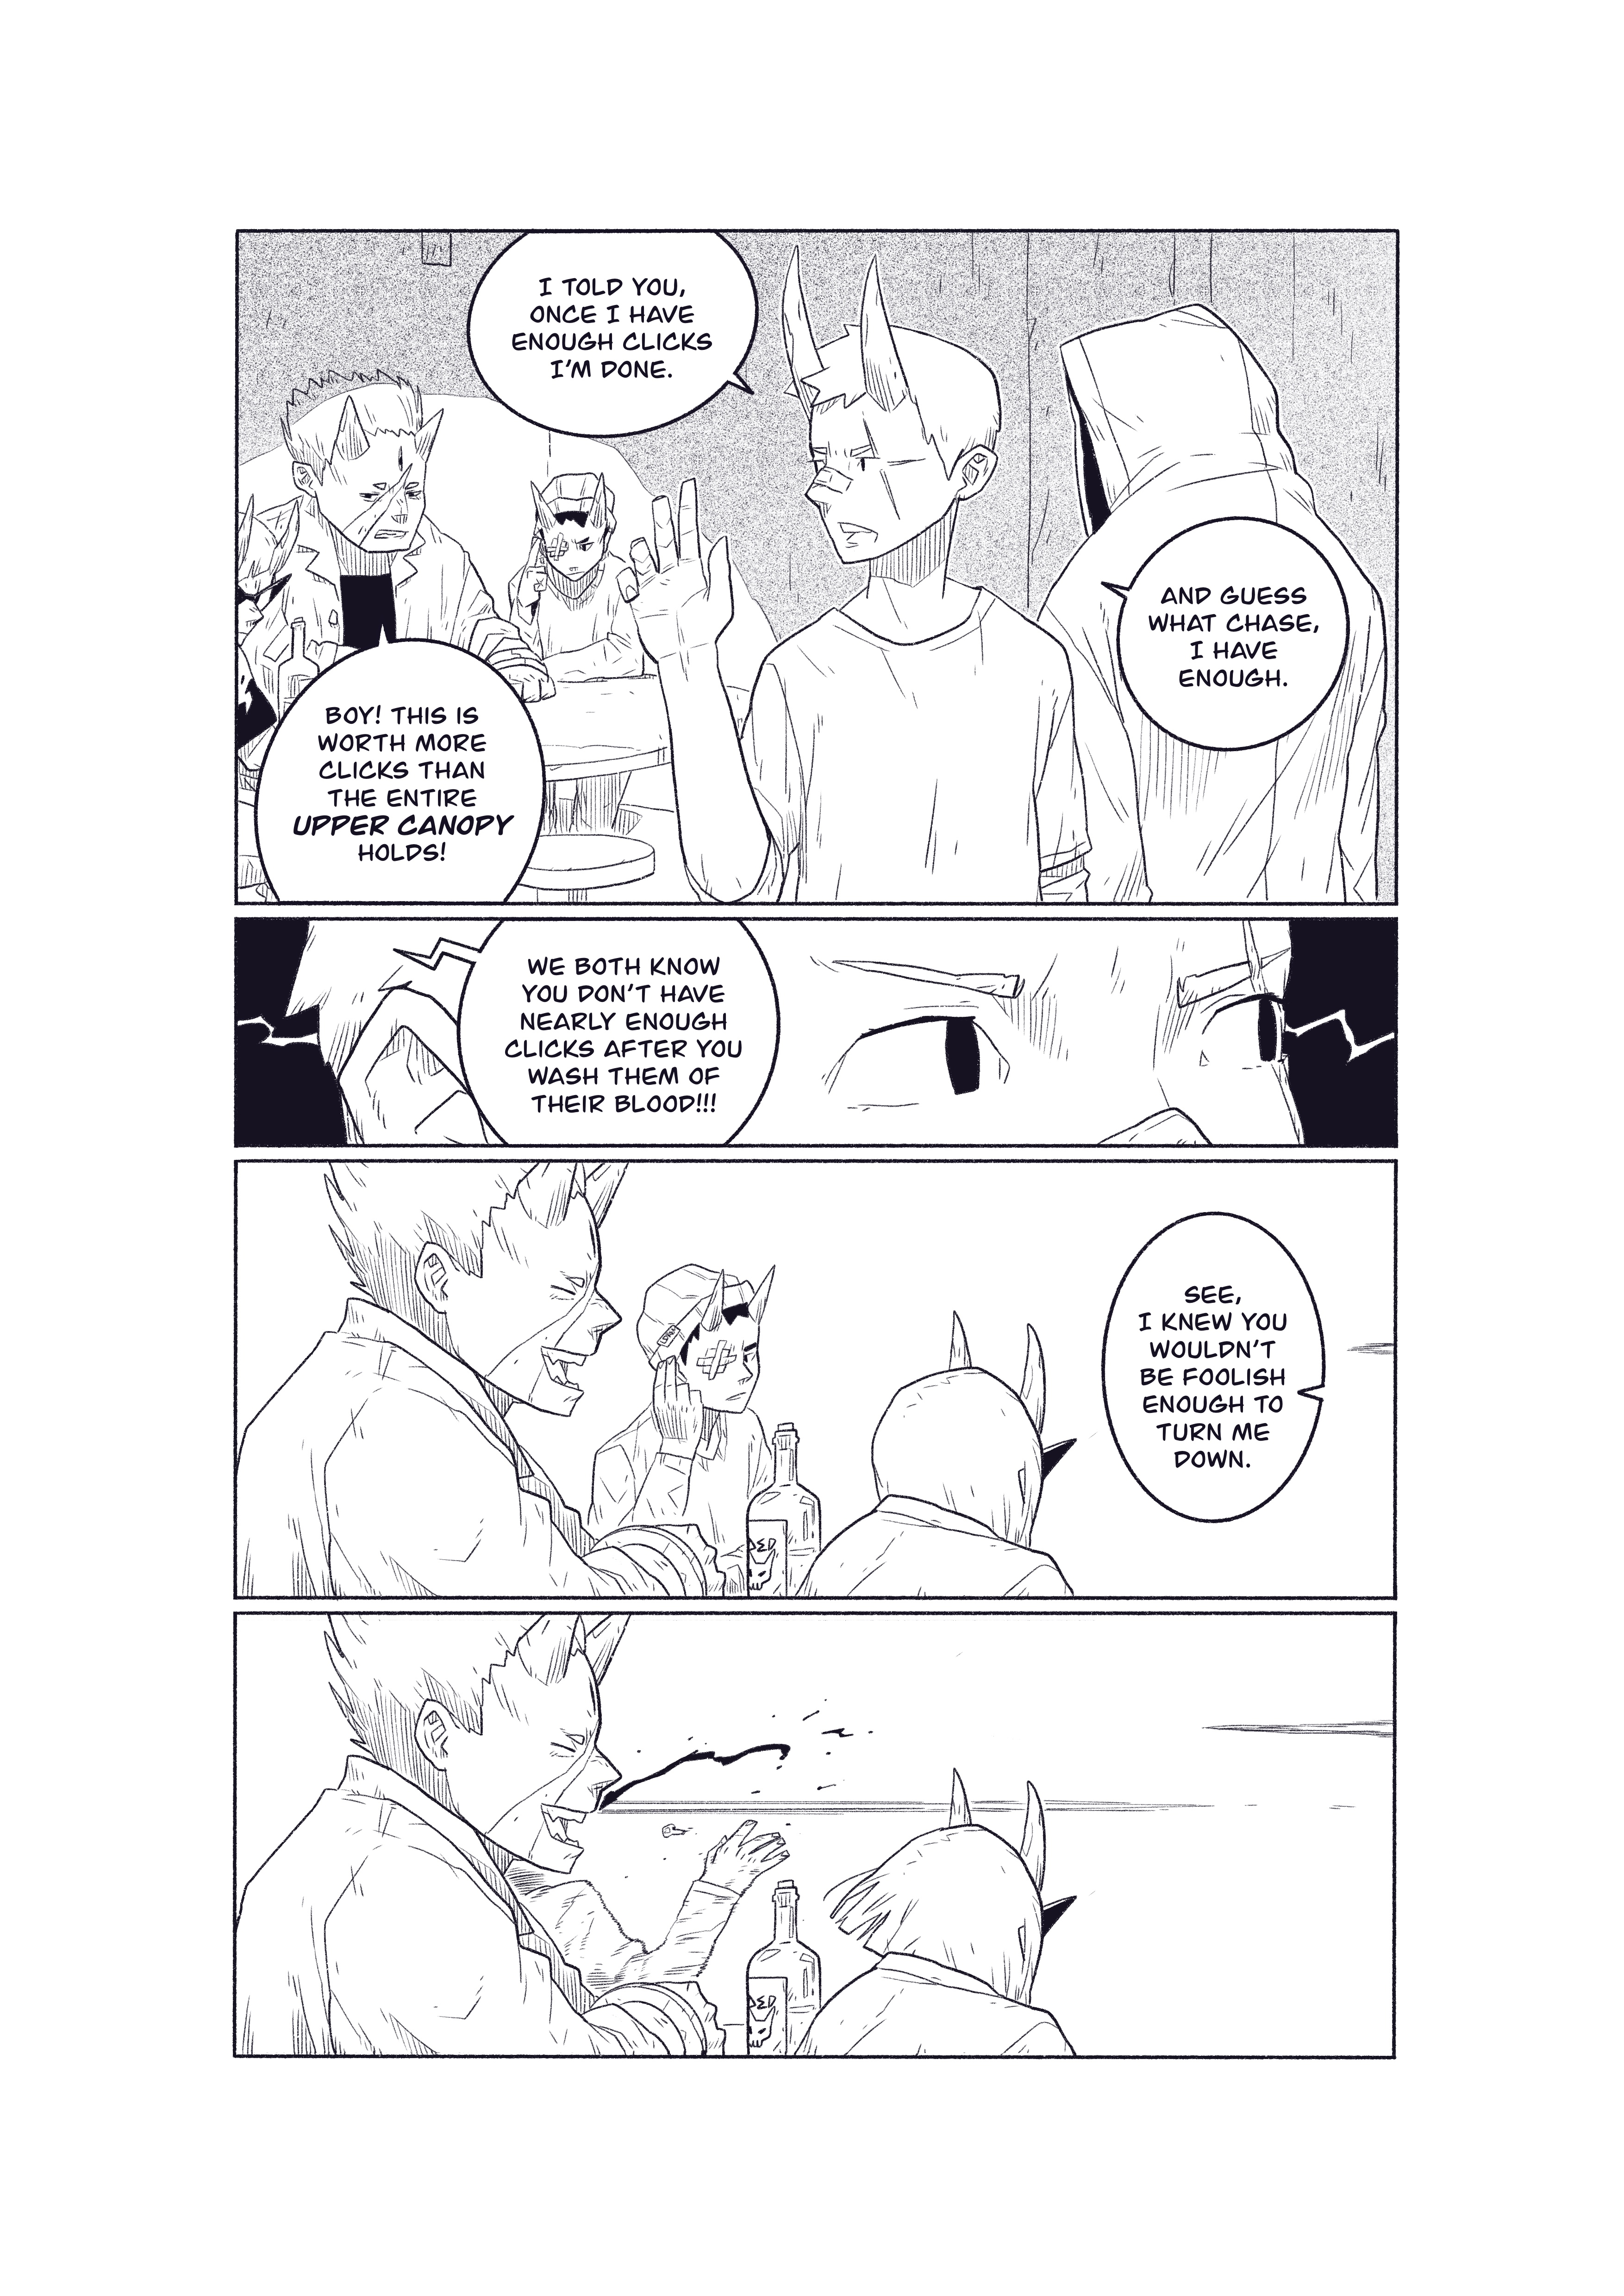 I TOLD YOU,
ONCE I HAVE
ENOUGH CLICKS
I'M DONE.
AND GUESS
WHAT CHASE,
I HAVE
ENOUGH.
BOY! THIS IS
WORTH MORE
CLICKS THAN
THE ENTIRE
UPPER CANOPY
HOLDS!
WE BOTH KNOW
YOU DON'T HAVE
NEARLY ENOUGH
CLICKS AFTER YOU
WASH THEM OF
THEIR BLOOD!!!
SEE,
I KNEW YOU
WOULDN'T
BE FOOLISH
ENOUGH TO
TURN ME
DOWN.